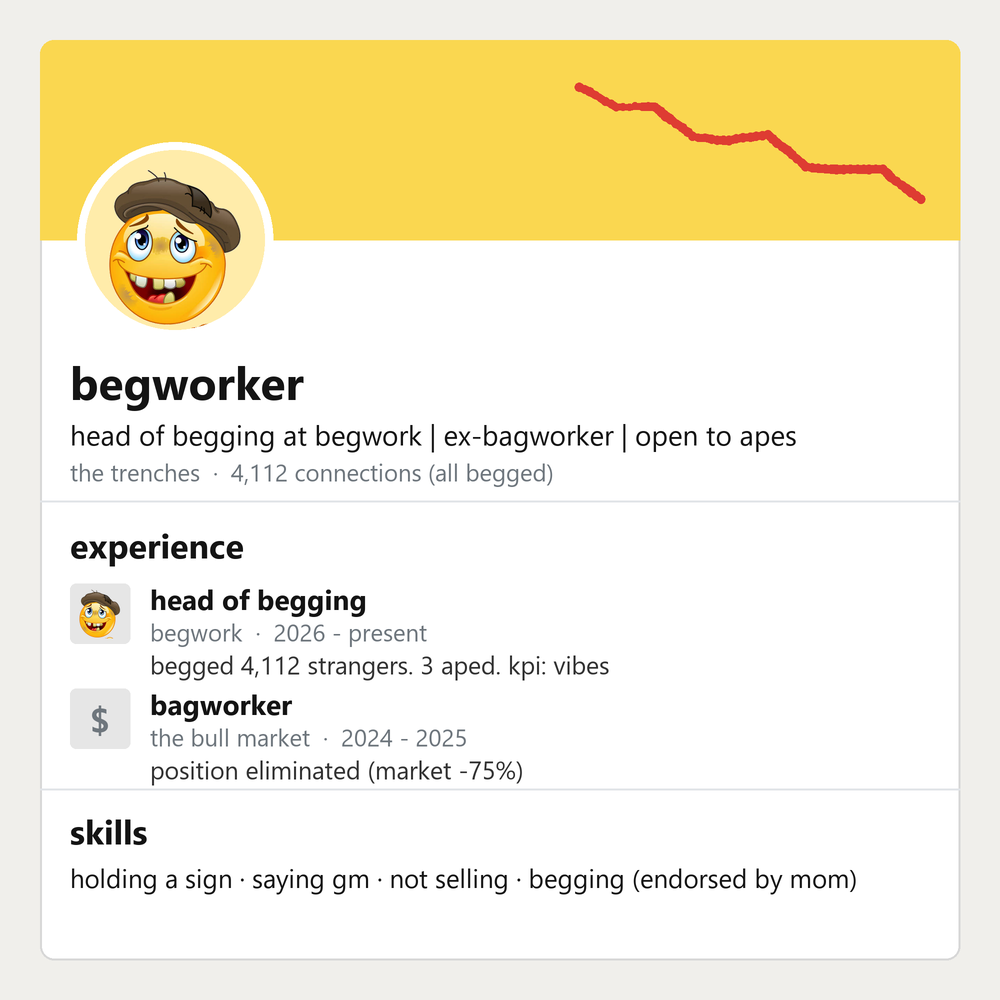 begworker
head of begging at begwork | ex-bagworker | open to apes
the trenches · 4,112 connections (all begged)
experience
head of begging
begwork · 2026 - present
begged 4,112 strangers. 3 aped. kpi: vibes
$
bagworker
the bull market · 2024 - 2025
position eliminated (market -75%)
skills
holding a sign · saying gm · not selling · begging (endorsed by mom)